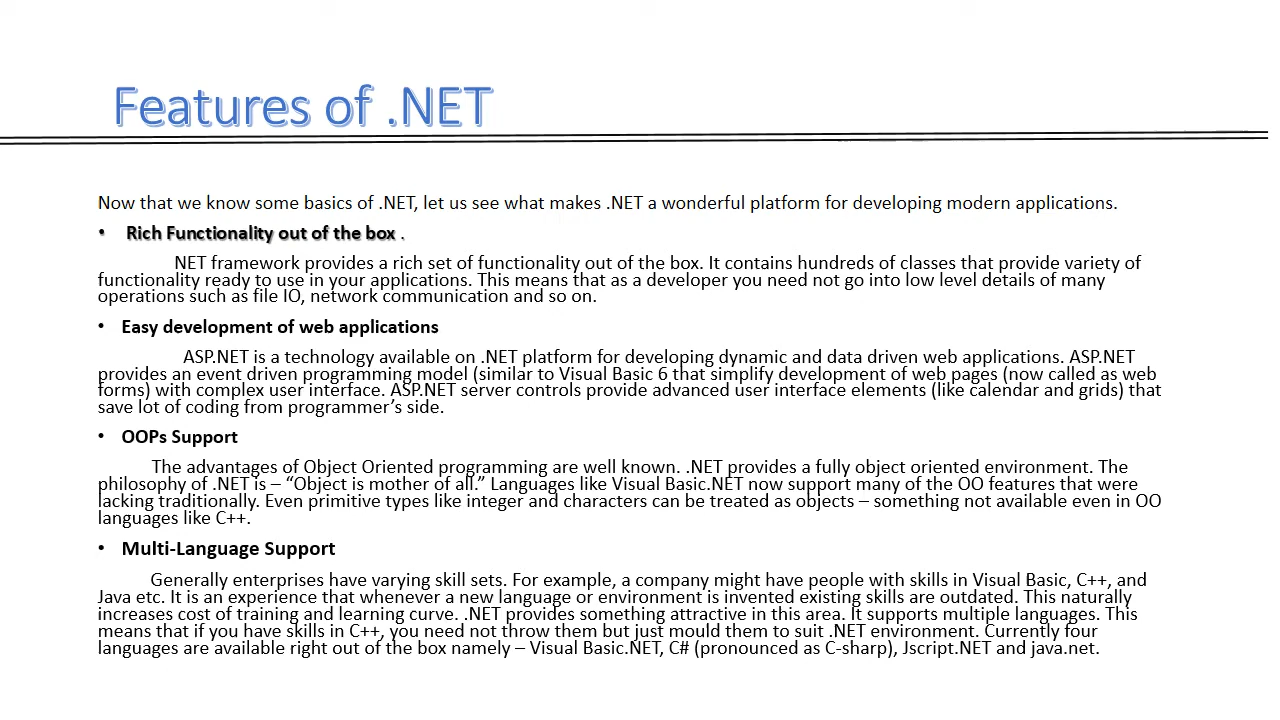 Features of .NET
Now that we know some basics of .NET, let us see what makes .NET a wonderful platform for developing modern applications.
• Rich Functionality out of the box .
NET framework provides a rich set of functionality out of the box. It contains hundreds of classes that provide variety of
functionality ready to use in your applications. This means that as a developer you need not go into low level details of many
operations such as file IO, network communication and so on.
• Easy development of web applications
ASP.NET is a technology available on .NET platform for developing dynamic and data driven web applications. ASP.NET
provides an event driven programming model (similar to Visual Basic 6 that simplify development of web pages (now called as web
forms) with complex user interface. ASP.NET server controls provide advanced user interface elements (like calendar and grids) that
save lot of coding from programmer’s side.
• OOPs Support
The advantages of Object Oriented programming are well known. .NET provides a fully object oriented environment. The
philosophy of .NET is – “Object is mother of all.” Languages like Visual Basic.NET now support many of the OO features that were
lacking traditionally. Even primitive types like integer and characters can be treated as objects – something not available even in OO
languages like C++.
• Multi-Language Support
Generally enterprises have varying skill sets. For example, a company might have people with skills in Visual Basic, C++, and
Java etc. It is an experience that whenever a new language or environment is invented existing skills are outdated. This naturally
increases cost of training and learning curve. .NET provides something attractive in this area. It supports multiple languages. This
means that if you have skills in C++, you need not throw them but just mould them to suit .NET environment. Currently four
languages are available right out of the box namely – Visual Basic.NET, C# (pronounced as C-sharp), Jscript.NET and java.net.